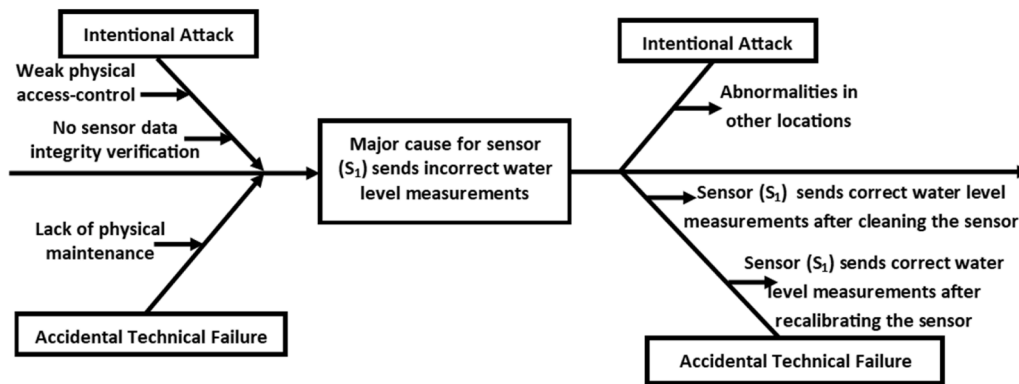 Intentional Attack
Weak physical
access-control
No sensor data
integrity verification
Lack of physical
maintenance
Accidental Technical Failure
Major cause for sensor
(S₁) sends incorrect water
level measurements
Intentional Attack
Abnormalities in
other locations
Sensor (S₁) sends correct water level
measurements after cleaning the sensor
Sensor (S₁) sends correct water
level measurements after
recalibrating the sensor
Accidental Technical Failure